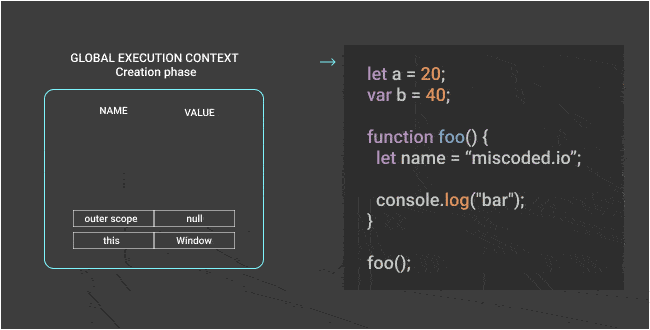 GLOBAL EXECUTION CONTEXT
Creation phase
NAME VALUE
outer scope null
this Window
→
let a = 20;
var b = 40;
function foo() {
let name = “miscoded.io”;
console.log("bar");
}
foo();